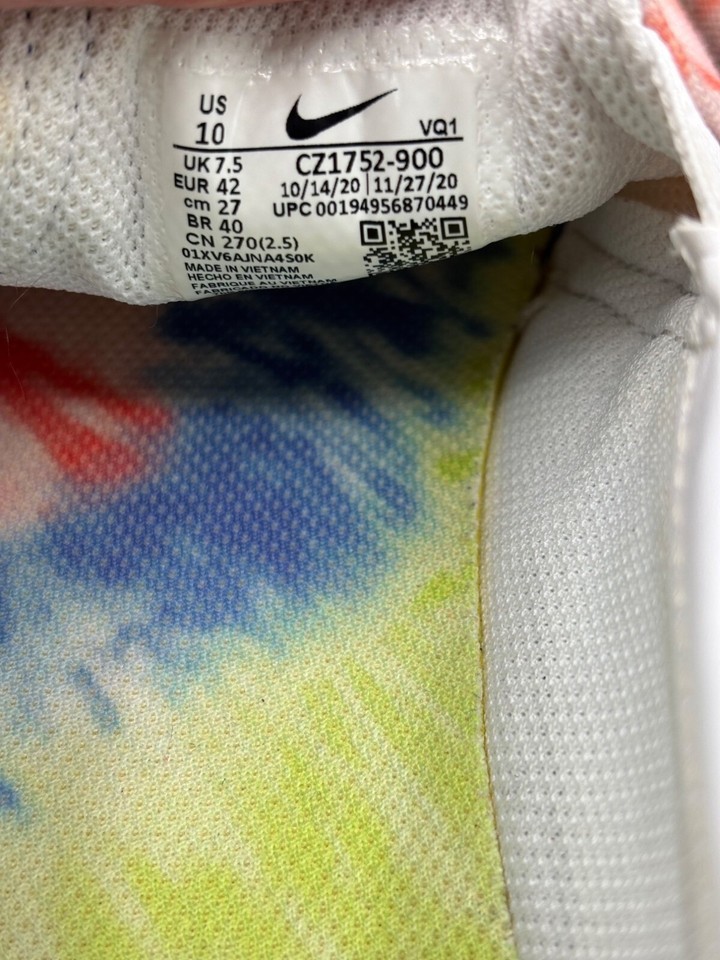 US
10
VQ1
UK 7.5
CZ1752-900
EUR 42
10/14/20 | 11/27/20
cm 27
UPC 00194956870449
BR 40
CN 270(2.5)
01XV6AJNA4S0K
MADE IN VIETNAM
HECHO EN VIETNAM
FABRIQUE AU VIETNAM